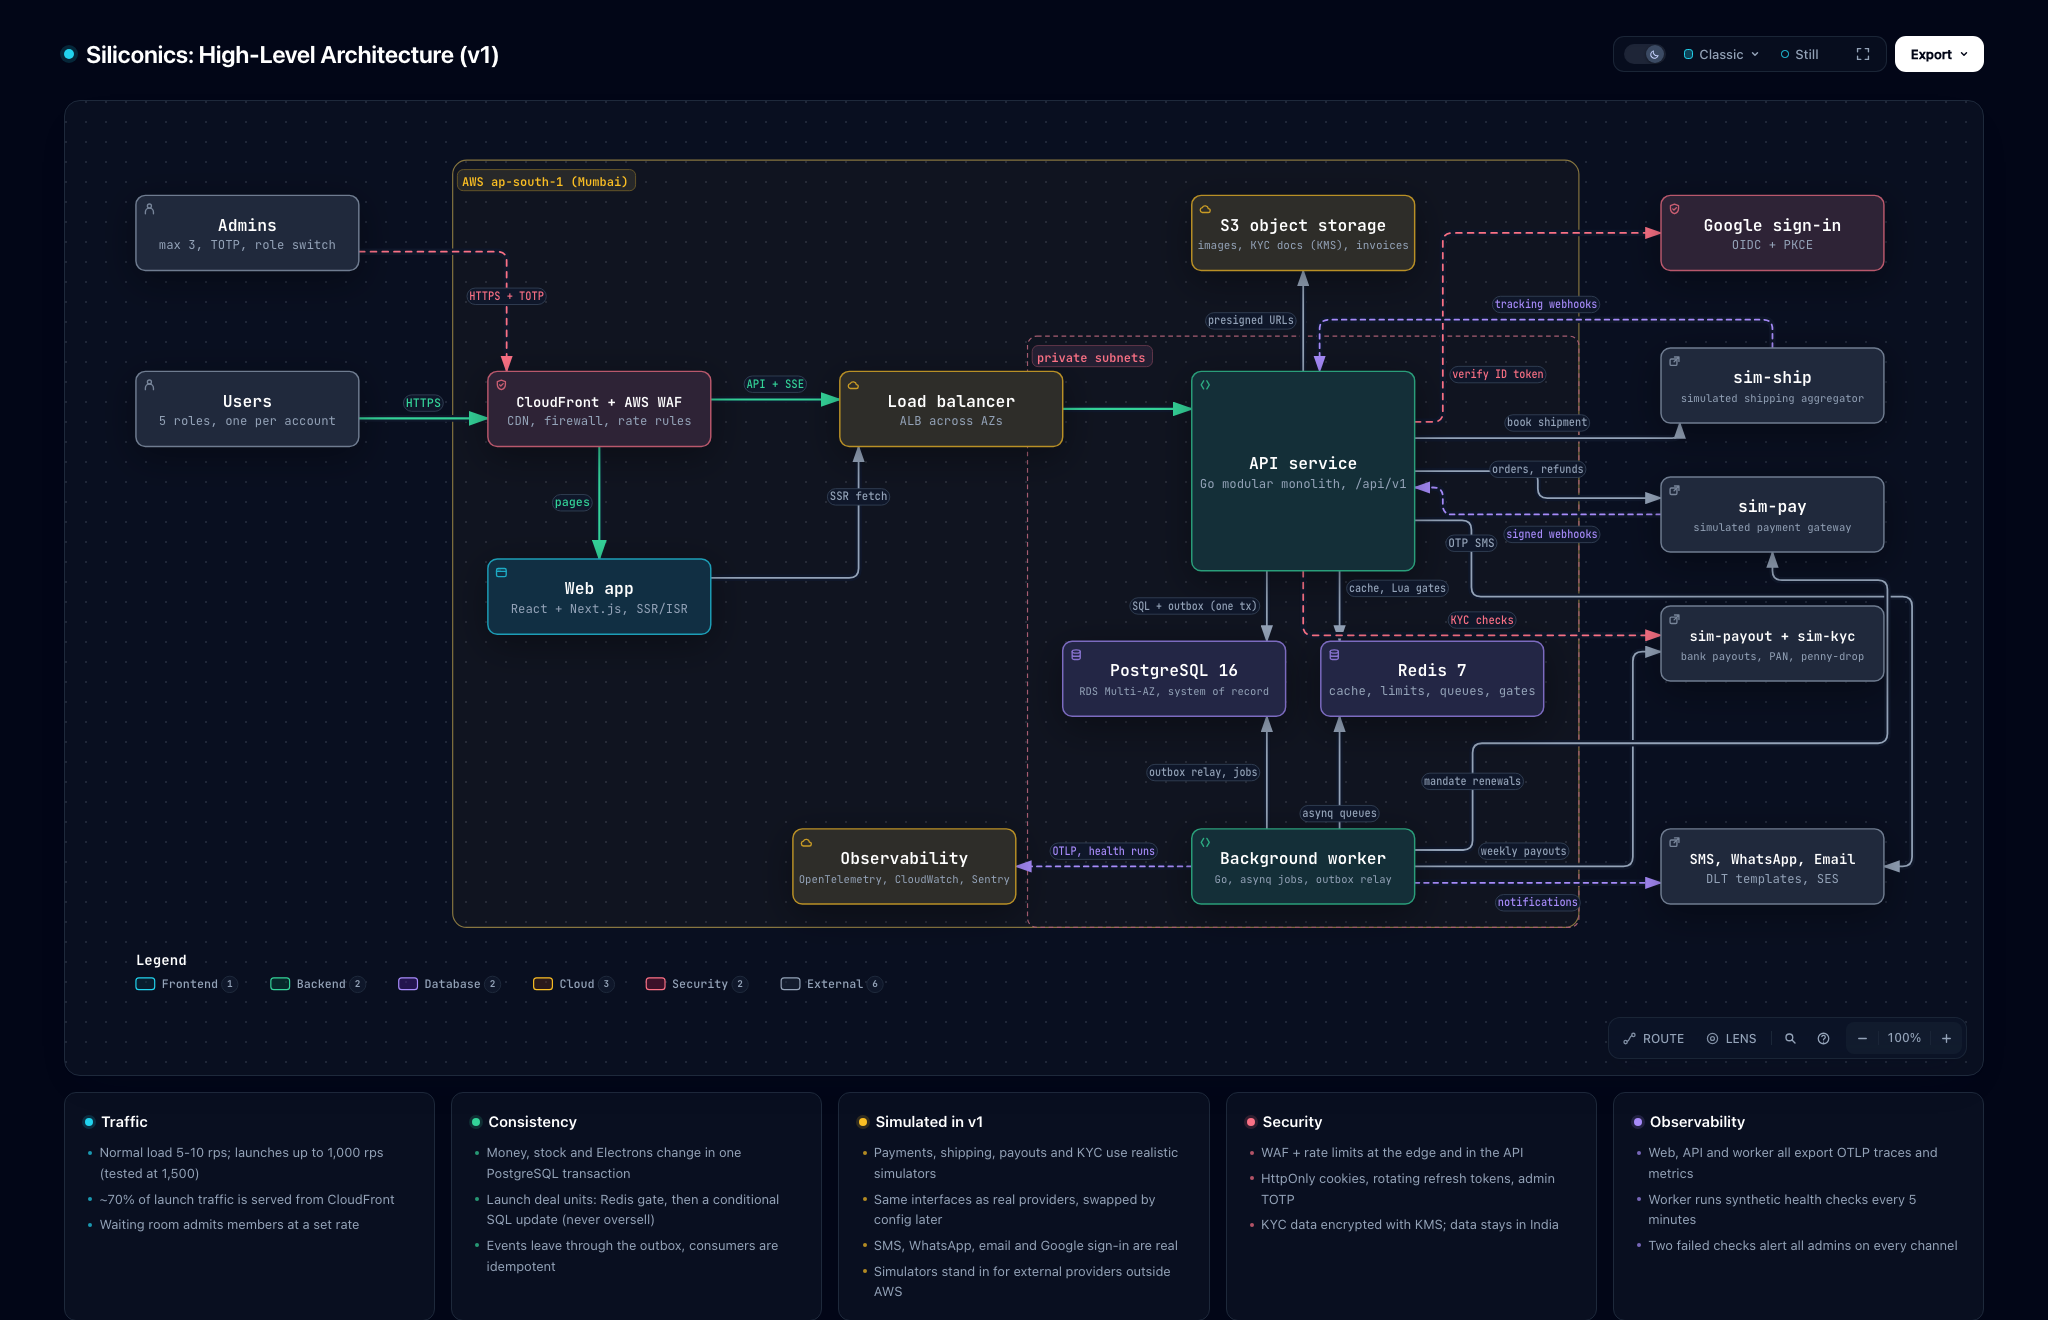 Siliconics: High-Level Architecture (v1)
Classic
Still
Export
AWS ap-south-1 (Mumbai)
Admins
max 3, TOTP, role switch
S3 object storage
images, KYC docs (KMS), invoices
Google sign-in
OIDC + PKCE
HTTPS + TOTP
presigned URLs
tracking webhooks
private subnets
verify ID token
Users
5 roles, one per account
HTTPS
CloudFront + AWS WAF
CDN, firewall, rate rules
API + SSE
Load balancer
ALB across AZs
sim-ship
simulated shipping aggregator
book shipment
API service
Go modular monolith, /api/v1
orders, refunds
sim-pay
simulated payment gateway
signed webhooks
OTP SMS
pages
SSR fetch
Web app
React + Next.js, SSR/ISR
SQL + outbox (one tx)
cache, Lua gates
KYC checks
sim-payout + sim-kyc
bank payouts, PAN, penny-drop
PostgreSQL 16
RDS Multi-AZ, system of record
Redis 7
cache, limits, queues, gates
outbox relay, jobs
mandate renewals
asynq queues
Observability
OpenTelemetry, CloudWatch, Sentry
OTLP, health runs
Background worker
Go, asynq jobs, outbox relay
weekly payouts
SMS, WhatsApp, Email
DLT templates, SES
notifications
Legend
Frontend 1
Backend 2
Database 2
Cloud 3
Security 2
External 6
ROUTE
LENS
100%
Traffic
Normal load 5-10 rps; launches up to 1,000 rps
(tested at 1,500)
~70% of launch traffic is served from CloudFront
Waiting room admits members at a set rate
Consistency
Money, stock and Electrons change in one
PostgreSQL transaction
Launch deal units: Redis gate, then a conditional
SQL update (never oversell)
Events leave through the outbox, consumers are
idempotent
Simulated in v1
Payments, shipping, payouts and KYC use realistic
simulators
Same interfaces as real providers, swapped by
config later
SMS, WhatsApp, email and Google sign-in are real
Simulators stand in for external providers outside
AWS
Security
WAF + rate limits at the edge and in the API
HttpOnly cookies, rotating refresh tokens, admin
TOTP
KYC data encrypted with KMS; data stays in India
Observability
Web, API and worker all export OTLP traces and
metrics
Worker runs synthetic health checks every 5
minutes
Two failed checks alert all admins on every channel